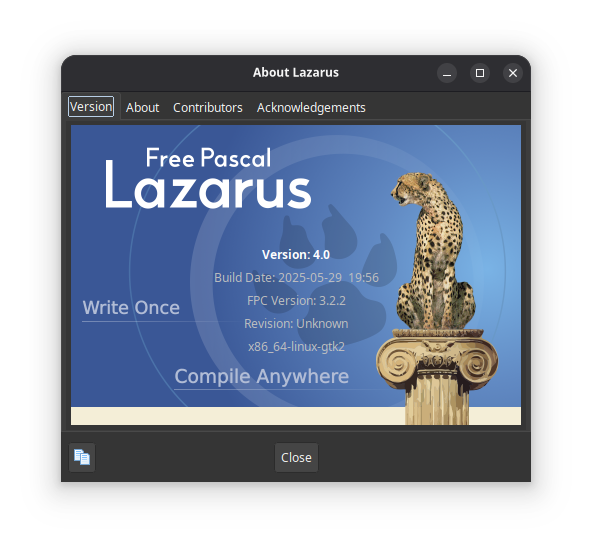 About Lazarus
Version About Contributors Acknowledgements
Free Pascal
Lazarus
Version: 4.0
Build Date: 2025-05-29 19:56
FPC Version: 3.2.2
Write Once
Revision: Unknown
x86_64-linux-gtk2
Compile Anywhere
Close